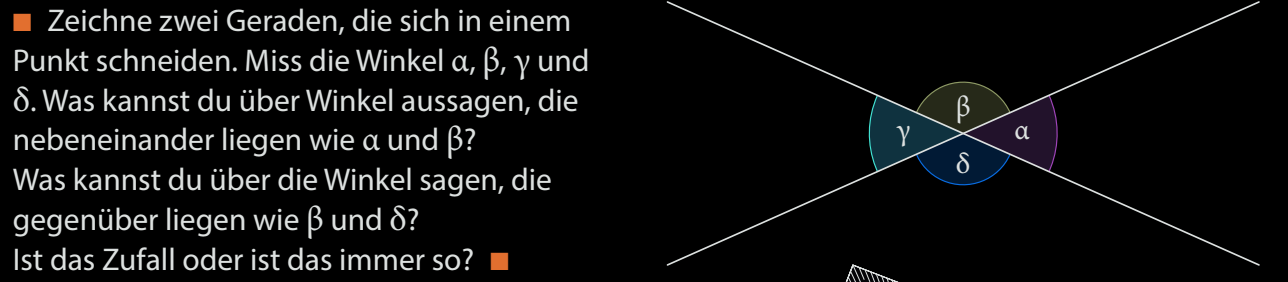 ■ Zeichne zwei Geraden, die sich in einem
Punkt schneiden. Miss die Winkel α, β, γ und
δ. Was kannst du über Winkel aussagen, die
nebeneinander liegen wie α und β?
Was kannst du über die Winkel sagen, die
gegenüber liegen wie β und δ?
Ist das Zufall oder ist das immer so? ■
β
γ
α
δ